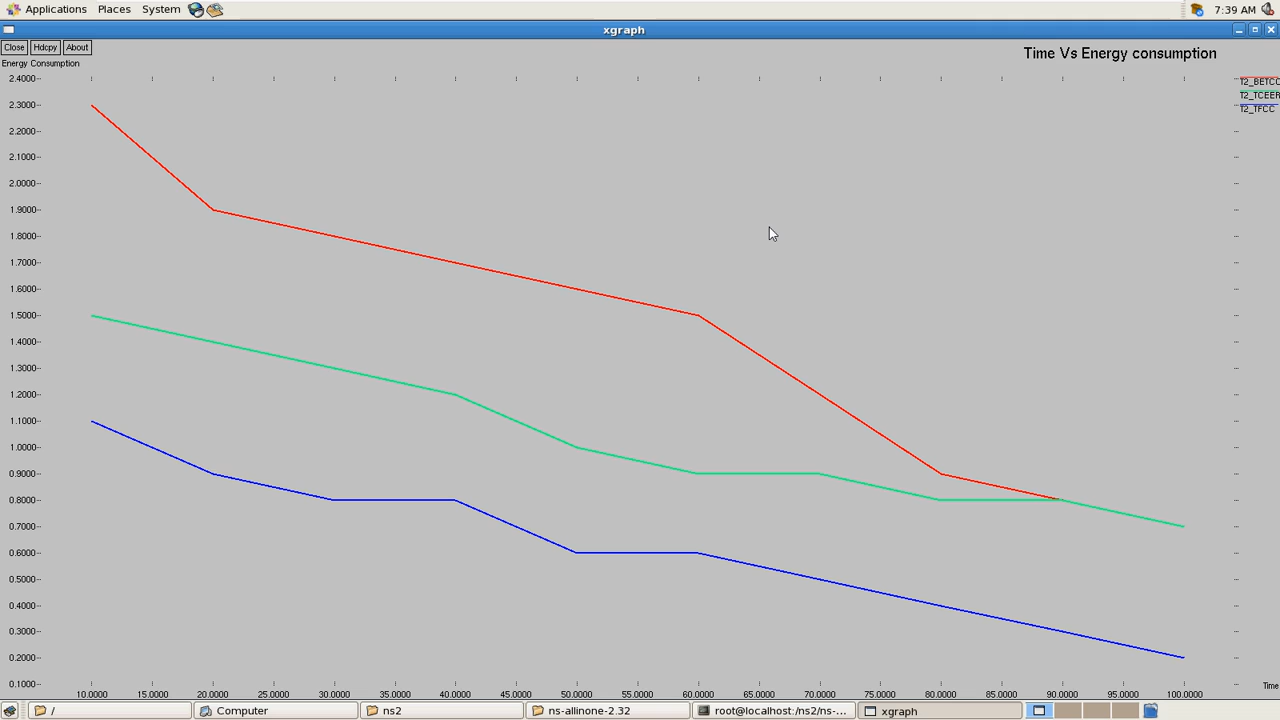 Applications Places System 7:39 AM
xgraph
Close Hdcpy About
Time Vs Energy consumption
Energy Consumption
T2_BETCC
T2_TCEER
T2_TFCC
2.4000
2.3000
2.2000
2.1000
2.0000
1.9000
1.8000
1.7000
1.6000
1.5000
1.4000
1.3000
1.2000
1.1000
1.0000
0.9000
0.8000
0.7000
0.6000
0.5000
0.4000
0.3000
0.2000
0.1000
Time
10.0000 15.0000 20.0000 25.0000 30.0000 35.0000 40.0000 45.0000 50.0000 55.0000 60.0000 65.0000 70.0000 75.0000 80.0000 85.0000 90.0000 95.0000 100.0000
/ Computer ns2 ns-allinone-2.32 root@localhost:/ns2/ns-... xgraph